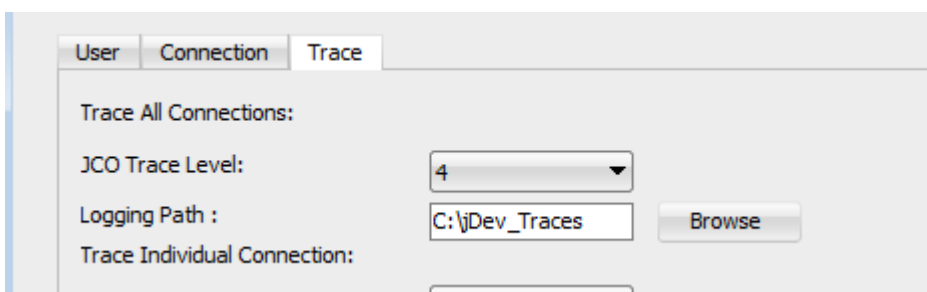 User Connection Trace
Trace All Connections:
JCO Trace Level: 4
Logging Path : C:\jDev_Traces Browse
Trace Individual Connection: